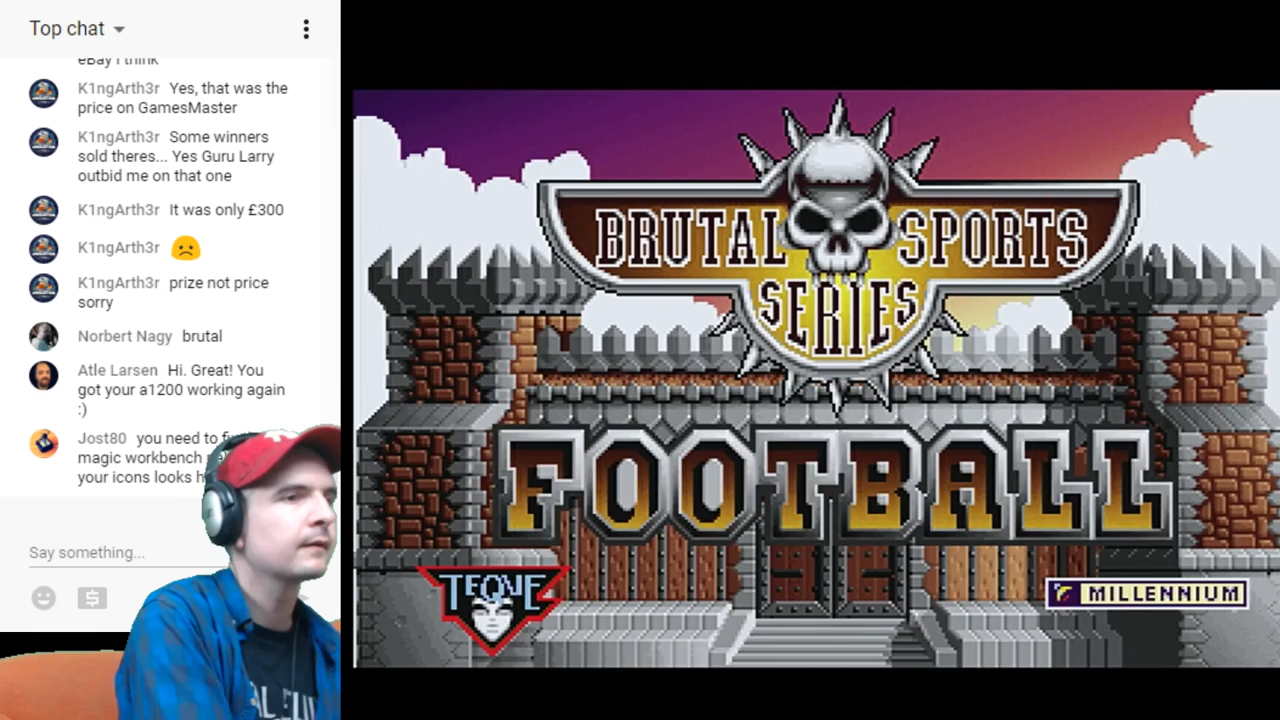 Top chat
eBay I think
K1ngArth3r Yes, that was the
price on GamesMaster
K1ngArth3r Some winners
sold theres... Yes Guru Larry
outbid me on that one
K1ngArth3r It was only £300
K1ngArth3r
K1ngArth3r prize not price
sorry
Norbert Nagy brutal
Atle Larsen Hi. Great! You
got your a1200 working again
:)
Jost80 you need to
magic workbench
your icons looks
Say something...
BRUTAL SPORTS
SERIES
FOOTBALL
TEQUE
MILLENNIUM